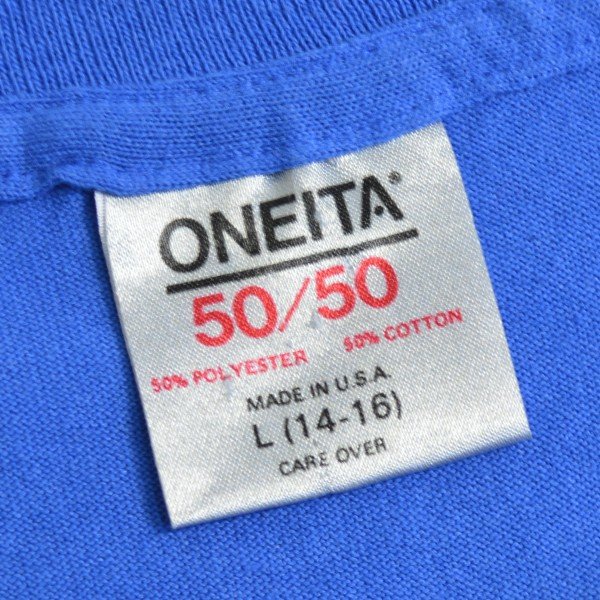 ONEITA®
50/50
50% POLYESTER 50% COTTON
MADE IN U.S.A.
L (14-16)
CARE OVER